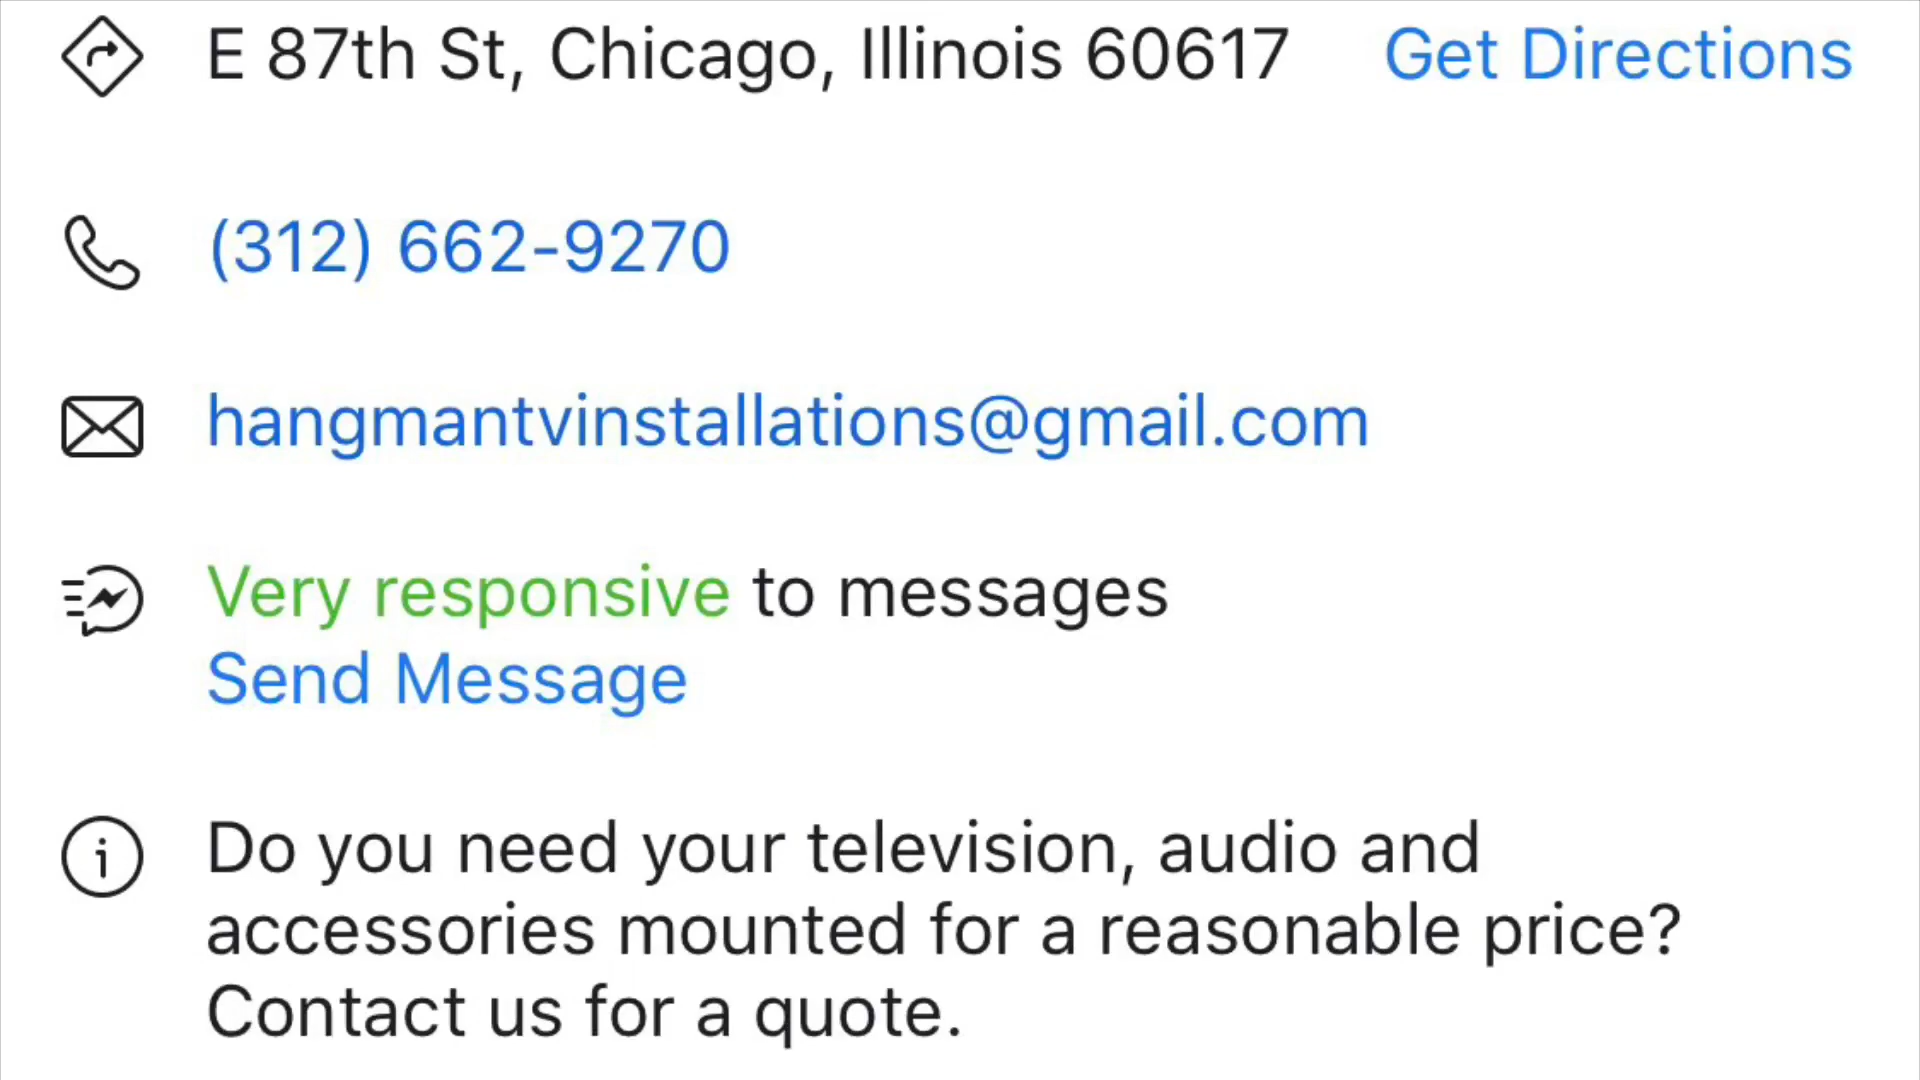 E 87th St, Chicago, Illinois 60617 Get Directions
(312) 662-9270
hangmantvinstallations@gmail.com
Very responsive to messages
Send Message
Do you need your television, audio and
accessories mounted for a reasonable price?
Contact us for a quote.